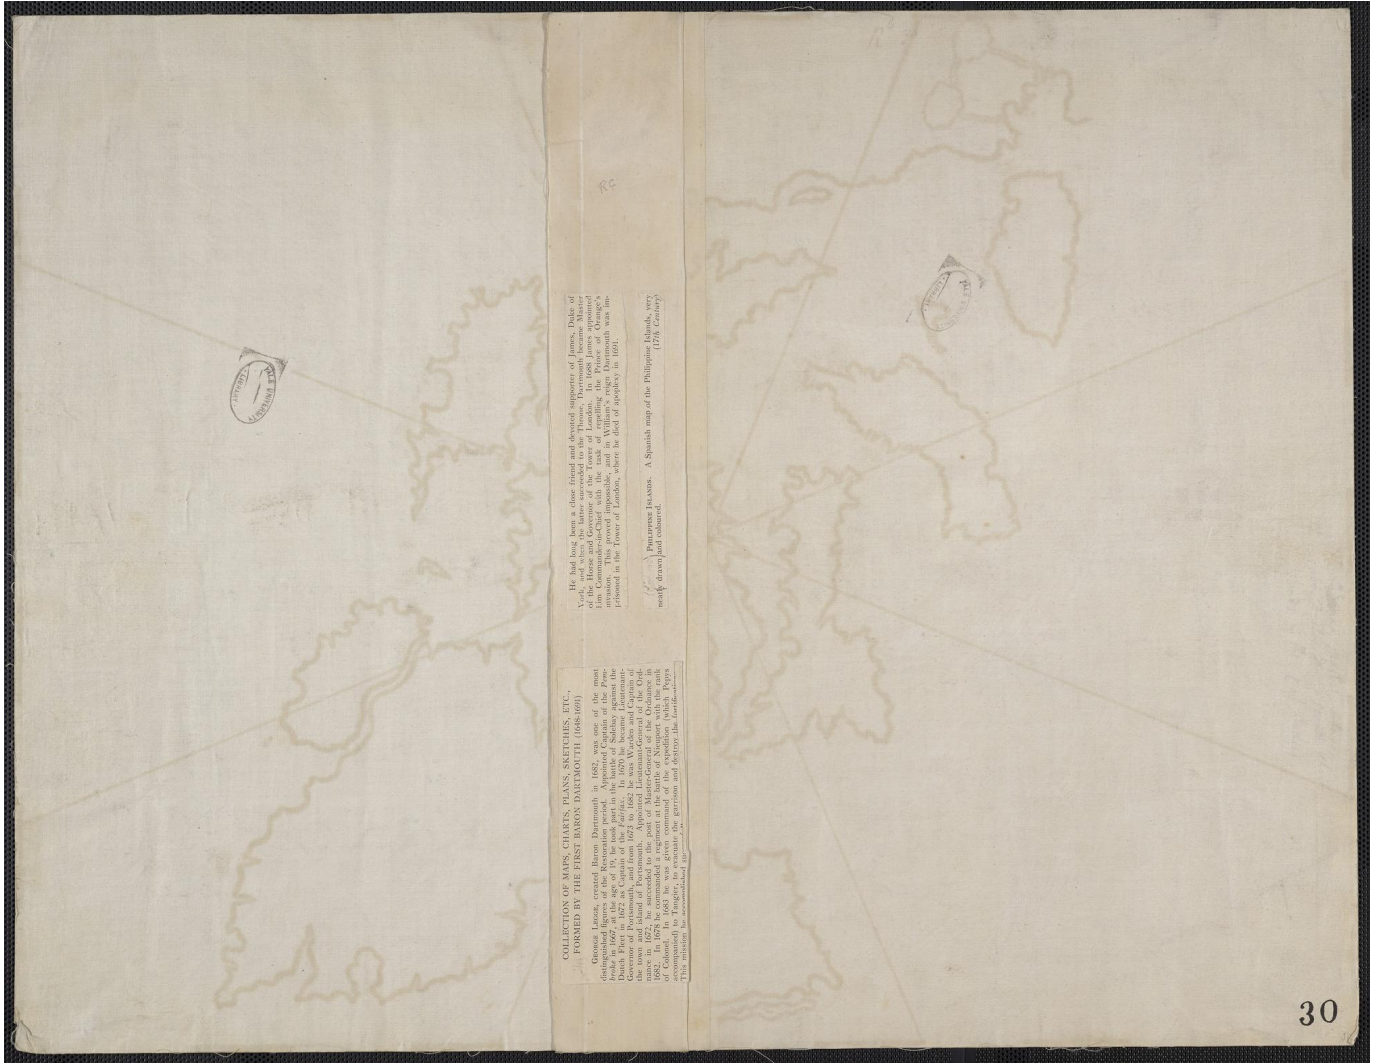 COLLECTION OF MAPS, CHARTS, PLANS, SKETCHES, ETC.,
FORMED BY THE FIRST BARON DARTMOUTH (1648-1691)
GEORGE LEGGE, created Baron Dartmouth in 1682, was one of the most
distinguished figures of the Restoration period. Appointed Captain of the Pem-
broke in 1667, at the age of 19, he took part in the battle of Solebay against the
Dutch Fleet in 1672 as Captain of the Fairfax. In 1670 he became Lieutenant-
Governor of Portsmouth, and from 1673 to 1682 he was Warden and Captain of
the town and island of Portsmouth. Appointed Lieutenant-General of the Ord-
nance in 1672, he succeeded to the post of Master-General of the Ordnance in
1682. In 1678 he commanded a regiment at the battle of Nieuport with the rank
of Colonel. In 1683 he was given command of the expedition (which Pepys
accompanied) to Tangier, to evacuate the garrison and destroy the fortifications.
This mission he accomplished
He had long been a close friend and devoted supporter of James, Duke of
York, and when the latter succeeded to the Throne, Dartmouth became Master
of the Horse and Governor of the Tower of London. In 1688 James appointed
him Commander-in-Chief with the task of repelling the Prince of Orange's
invasion. This proved impossible, and in William's reign Dartmouth was im-
prisoned in the Tower of London, where he died of apoplexy in 1691.
PHILIPPINE ISLANDS. A Spanish map of the Philippine Islands, very
neatly drawn and coloured. (17th Century)
RC
YALE UNIVERSITY
LIBRARY
YALE UNIVERSITY
LIBRARY
30